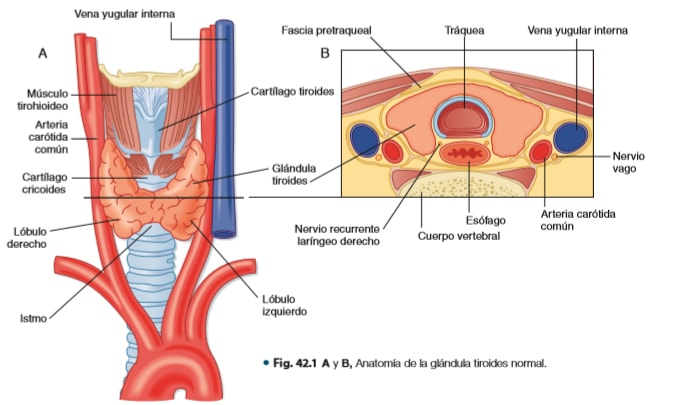 Vena yugular interna
A
Músculo
tirohioideo
Arteria
carótida
común
Cartílago
cricoides
Lóbulo
derecho
Istmo
Cartílago tiroides
Glándula
tiroides
Lóbulo
izquierdo
B
Fascia pretraqueal
Tráquea
Vena yugular interna
Nervio
vago
Arteria carótida
común
Esófago
Cuerpo vertebral
Nervio recurrente
laríngeo derecho
• Fig. 42.1 A y B, Anatomía de la glándula tiroides normal.